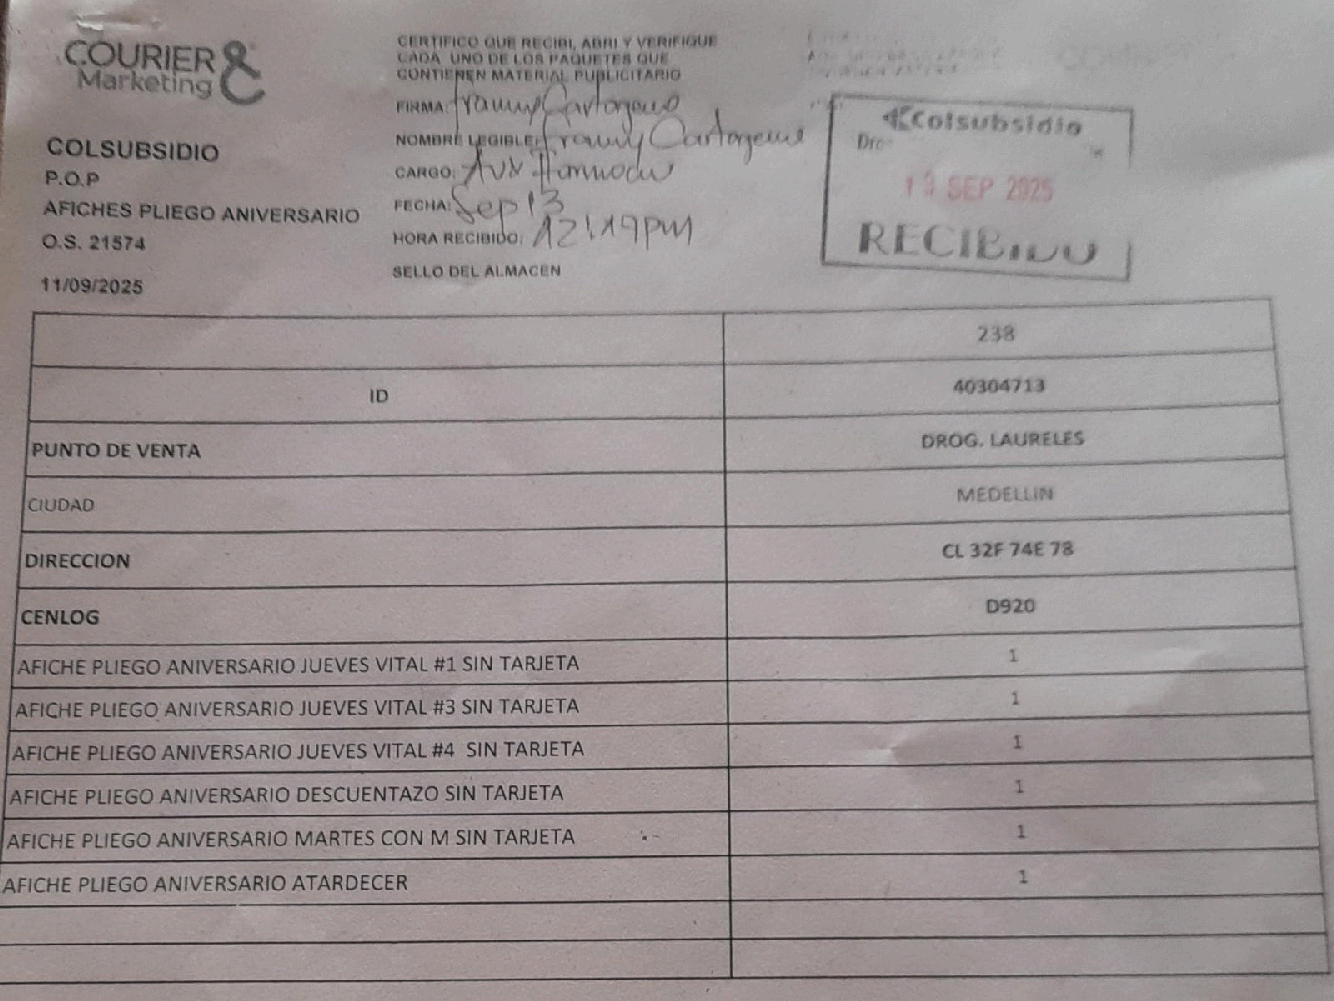 COURIER &
Marketing
COLSUBSIDIO
P.O.P
AFICHES PLIEGO ANIVERSARIO
O.S. 21574
11/09/2025
CERTIFICO QUE RECIBI, ABRI Y VERIFIQUE
CADA UNO DE LOS PAQUETES QUE
CONTIENEN MATERIAL PUBLICITARIO
FIRMA:
NOMBRE LEGIBLE:
CARGO: Aux
FECHA: Sep 13
HORA RECIBIDO: 12:19pm
SELLO DEL ALMACEN
Colsubsidio
SEP 2025
RECIBIDO
238
ID 40304713
PUNTO DE VENTA DROG. LAURELES
CIUDAD MEDELLIN
DIRECCION CL 32F 74E 78
CENLOG D920
AFICHE PLIEGO ANIVERSARIO JUEVES VITAL #1 SIN TARJETA 1
AFICHE PLIEGO ANIVERSARIO JUEVES VITAL #3 SIN TARJETA 1
AFICHE PLIEGO ANIVERSARIO JUEVES VITAL #4 SIN TARJETA 1
AFICHE PLIEGO ANIVERSARIO DESCUENTAZO SIN TARJETA 1
AFICHE PLIEGO ANIVERSARIO MARTES CON M SIN TARJETA 1
AFICHE PLIEGO ANIVERSARIO ATARDECER 1